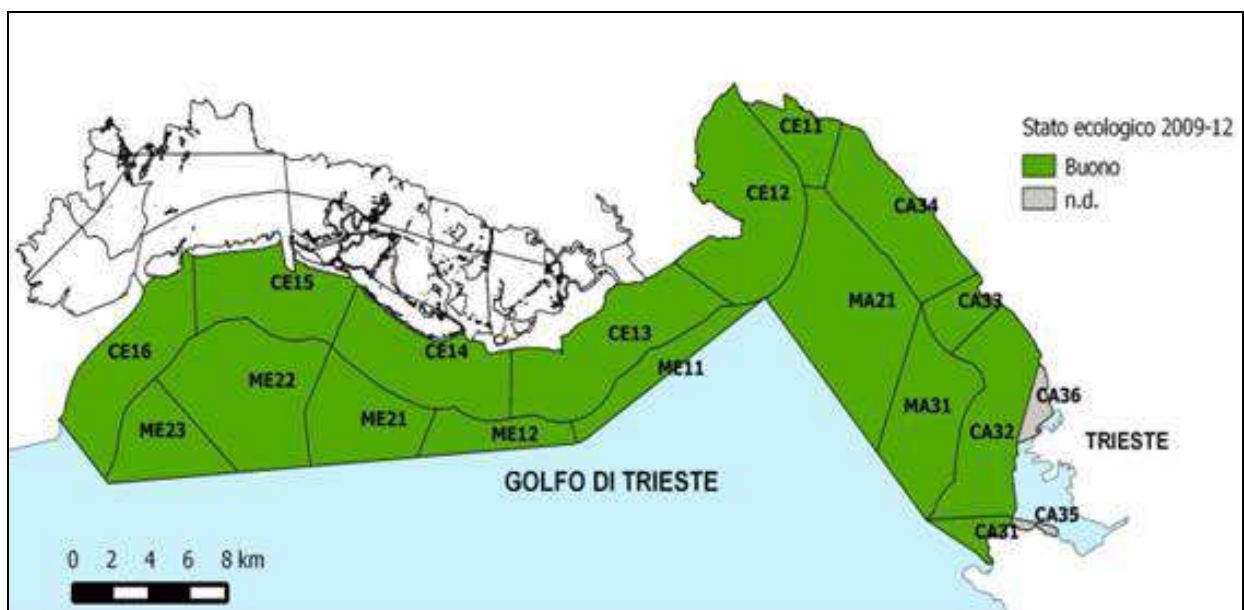 Stato ecologico 2009-12
Buono
n.d.
CE11
CE12
CA34
CE15
CA33
MA21
CE13
CE16
CE14
ME11
ME22
CA36
MA31
ME21
ME23
CA32
ME12
TRIESTE
GOLFO DI TRIESTE
CA35
CA31
0 2 4 6 8 km